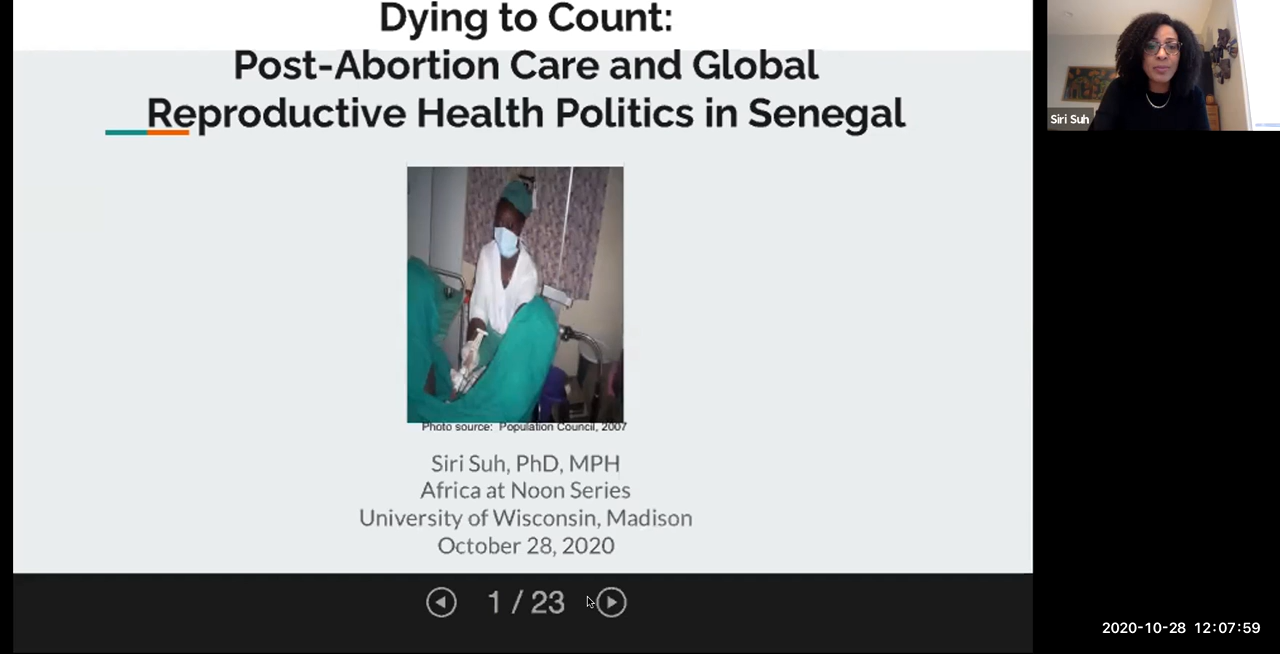 Dying to Count:
Post-Abortion Care and Global
Reproductive Health Politics in Senegal
Photo source: Population Council, 2007
Siri Suh, PhD, MPH
Africa at Noon Series
University of Wisconsin, Madison
October 28, 2020
1 / 23
Siri Suh
2020-10-28 12:07:59